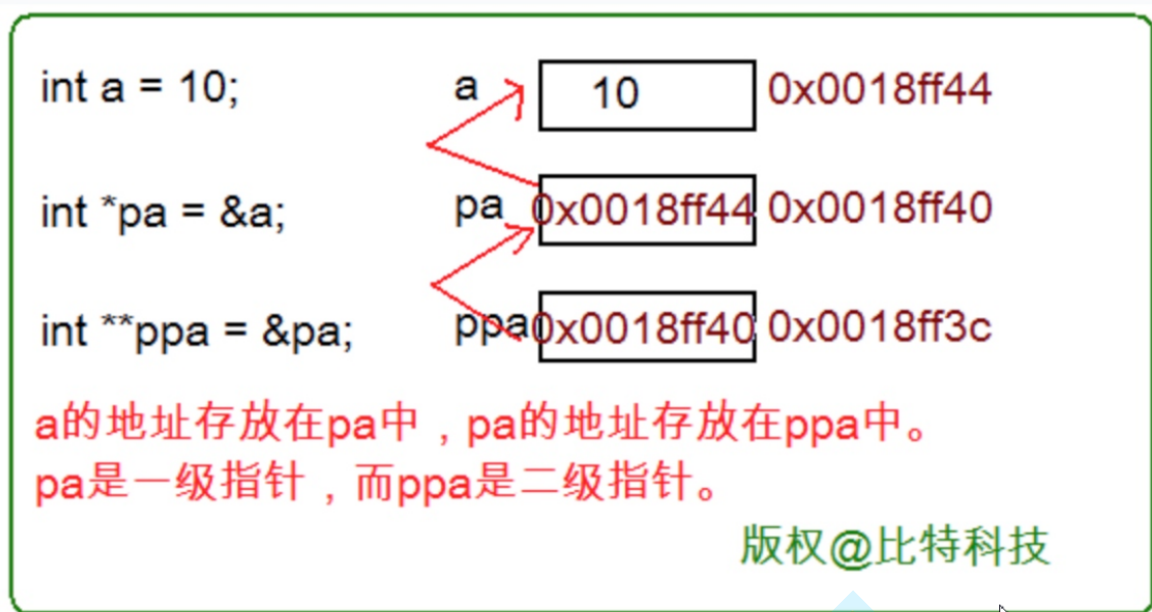 int a = 10; a 10 0x0018ff44
int *pa = &a; pa 0x0018ff44 0x0018ff40
int **ppa = &pa; ppa 0x0018ff40 0x0018ff3c
a的地址存放在pa中，pa的地址存放在ppa中。
pa是一级指针，而ppa是二级指针。
版权@比特科技